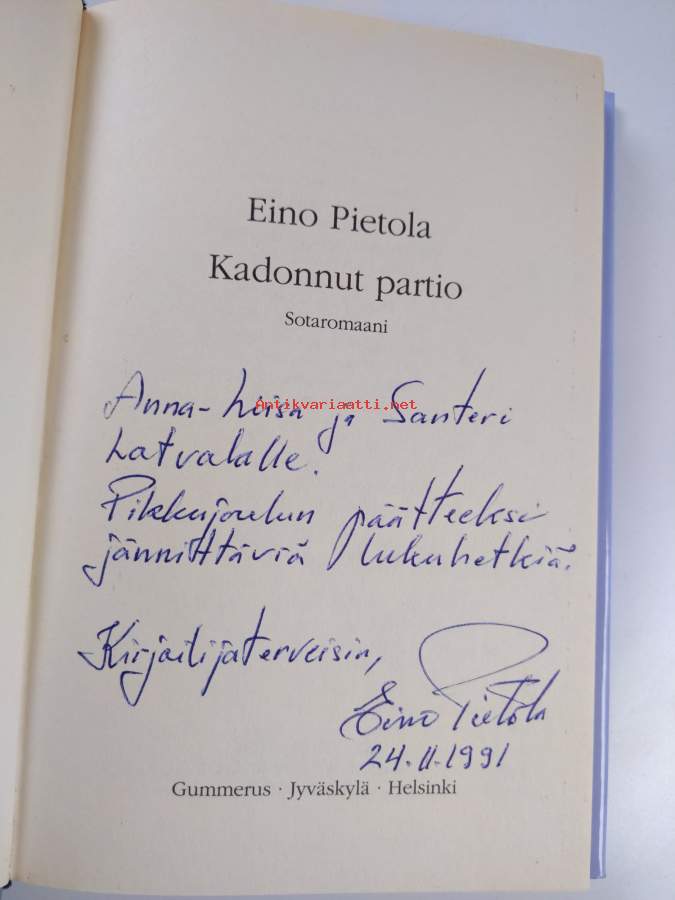 Eino Pietola
Kadonnut partio
Sotaromaani
Anna-Liisa ja Santeri
Antikvariaatti.net
Latvalalle.
Pikkujoulun päätteeksi
jännittäviä lukuhetkiä.
Kirjailijaterveisin,
Eino Pietola
24.11.1991
Gummerus · Jyväskylä · Helsinki